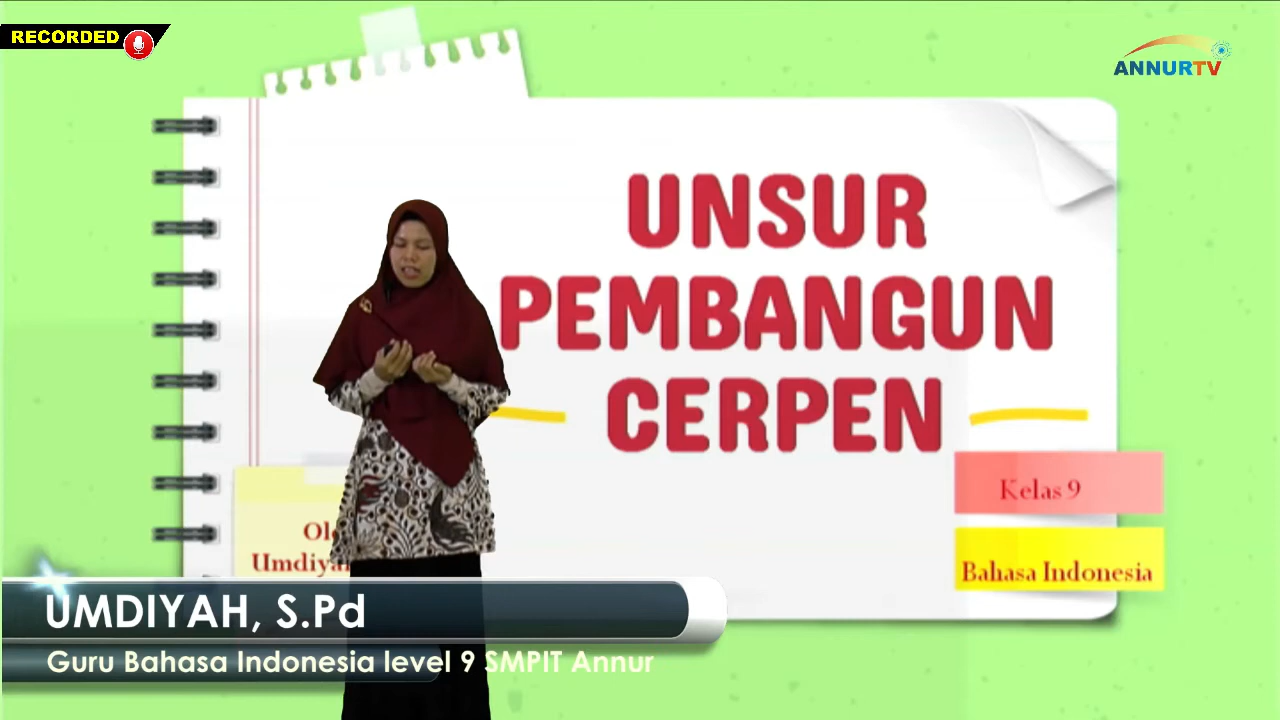 RECORDED
ANNURTV
UNSUR
PEMBANGUN
CERPEN
Kelas 9
Bahasa Indonesia
UMDIYAH, S.Pd
Guru Bahasa Indonesia level 9 SMPIT Annur